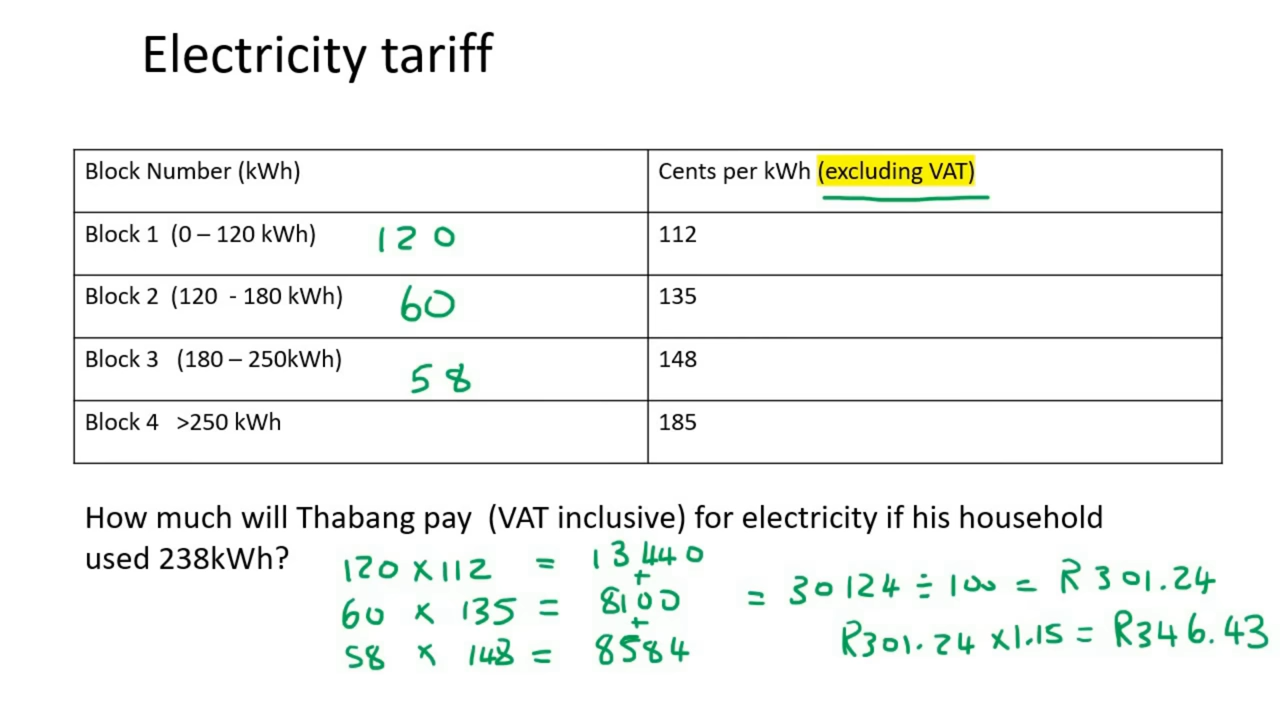 Electricity tariff
Block Number (kWh) Cents per kWh (excluding VAT)
Block 1 (0 – 120 kWh) 120 112
Block 2 (120 - 180 kWh) 60 135
Block 3 (180 – 250kWh) 58 148
Block 4 >250 kWh 185
How much will Thabang pay (VAT inclusive) for electricity if his household
used 238kWh?
120 × 112 = 13440
+
60 × 135 = 8100
+
58 × 148 = 8584
= 30124 ÷ 100 = R301.24
R301.24 × 1.15 = R346.43